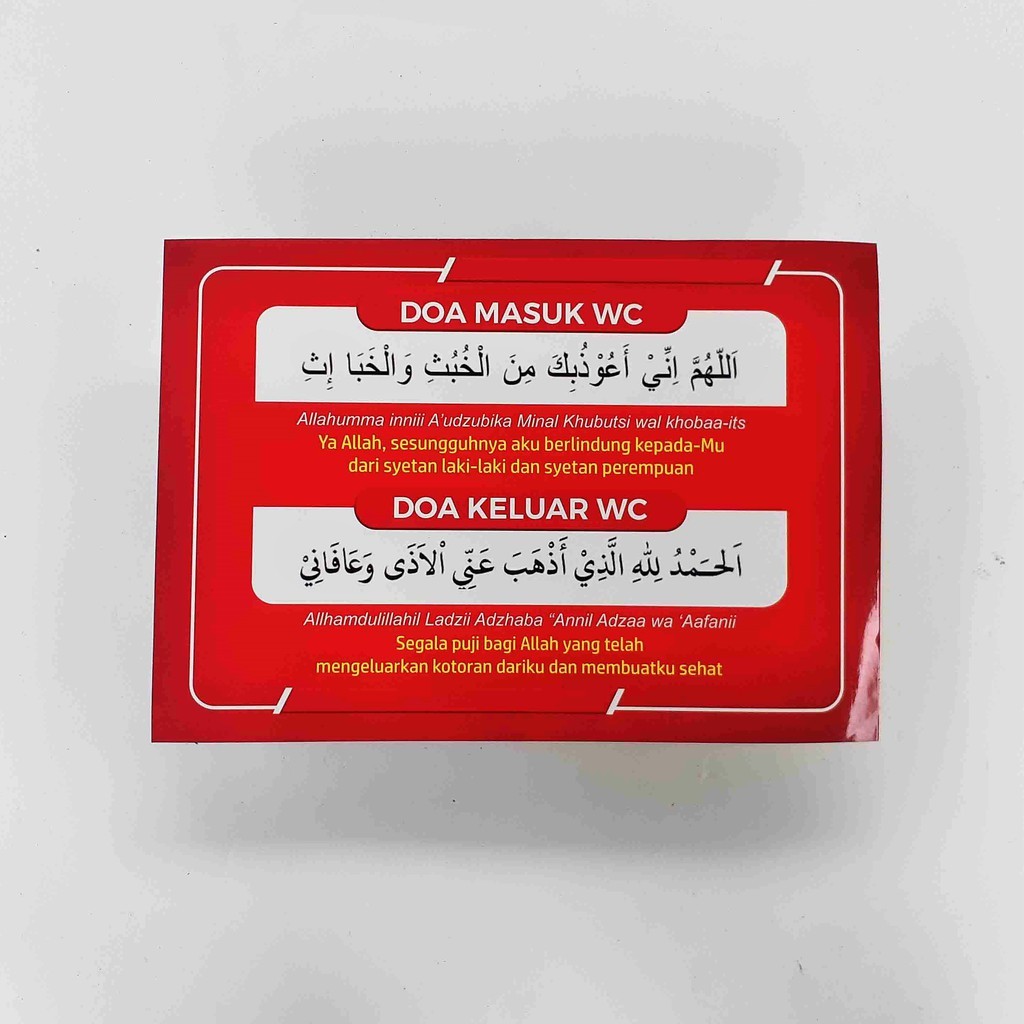 DOA MASUK WC
اَللّٰهُمَّ اِنِّيْ أَعُوْذُبِكَ مِنَ الْخُبُثِ وَالْخَبَا إِثِ
Allahumma inniii A'udzubika Minal Khubutsi wal khobaa-its
Ya Allah, sesungguhnya aku berlindung kepada-Mu
dari syetan laki-laki dan syetan perempuan
DOA KELUAR WC
اَلحَمْدُ لِلّٰهِ الَّذِيْ أَذْهَبَ عَنِّي اْلاَذَى وَعَافَانِيْ
Allhamdulillahil Ladzii Adzhaba “Annil Adzaa wa ‘Aafanii
Segala puji bagi Allah yang telah
mengeluarkan kotoran dariku dan membuatku sehat